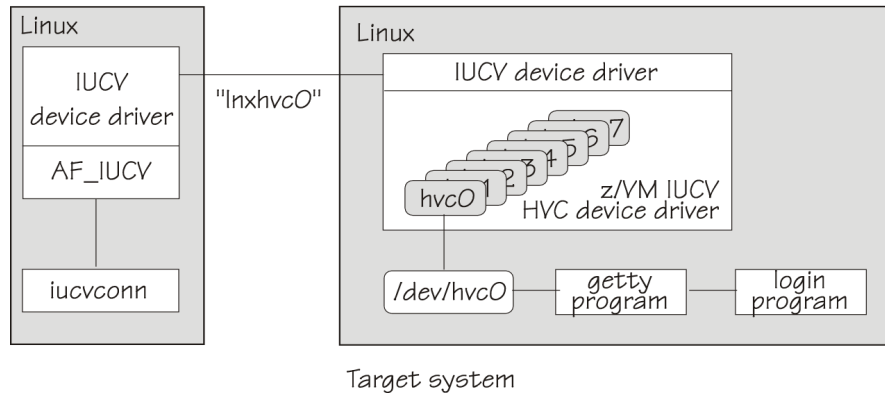 Linux
IUCV
device driver
AF_IUCV
iucvconn
"lnxhvc0"
Linux
IUCV device driver
hvc0
1
2
3
4
5
6
7
z/VM IUCV
HVC device driver
/dev/hvc0
getty
program
login
program
Target system